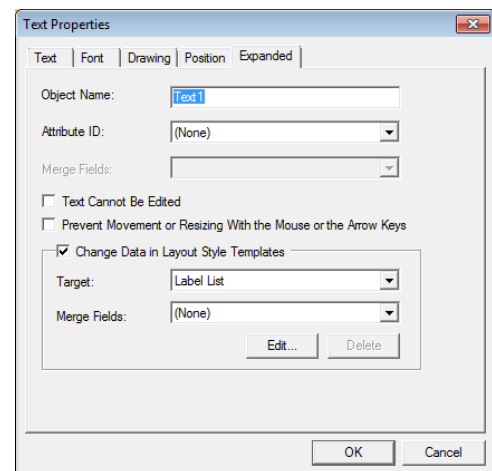 Text Properties
Text Font Drawing Position Expanded
Object Name: Text1
Attribute ID: (None)
Merge Fields:
Text Cannot Be Edited
Prevent Movement or Resizing With the Mouse or the Arrow Keys
Change Data in Layout Style Templates
Target: Label List
Merge Fields: (None)
Edit... Delete
OK Cancel